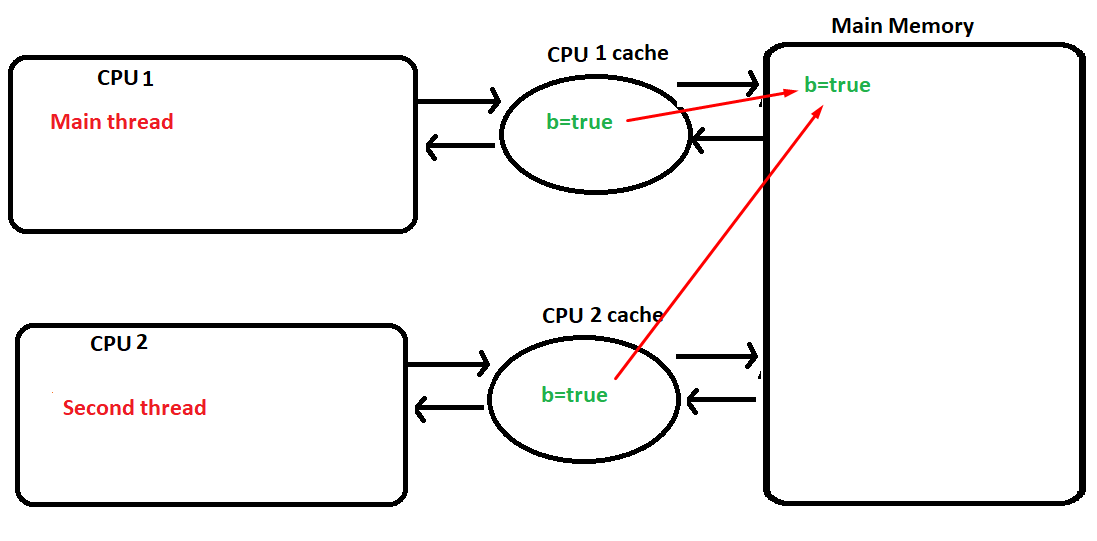 Main Memory
CPU 1 cache
CPU 1
b=true
Main thread
b=true
CPU 2 cache
CPU 2
b=true
Second thread